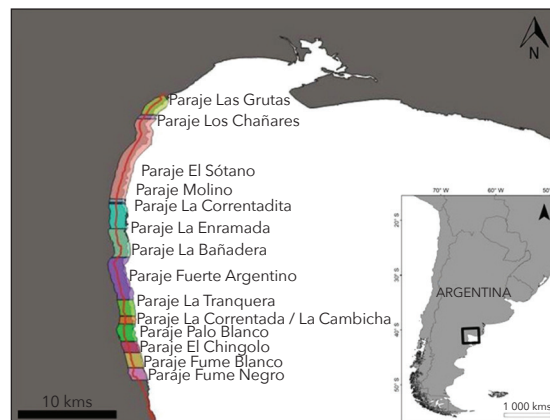 N
Paraje Las Grutas
Paraje Los Chañares
Paraje El Sótano
Paraje Molino
Paraje La Correntadita
Paraje La Enramada
Paraje La Bañadera
Paraje Fuerte Argentino
Paraje La Tranquera
Paraje La Correntada / La Cambicha
Paraje Palo Blanco
Paraje El Chingolo
Paraje Fume Blanco
Paraje Fume Negro
10 kms
70° W 60° W 50°
20° S
30° S
40° S
50° S
ARGENTINA
1 000 kms